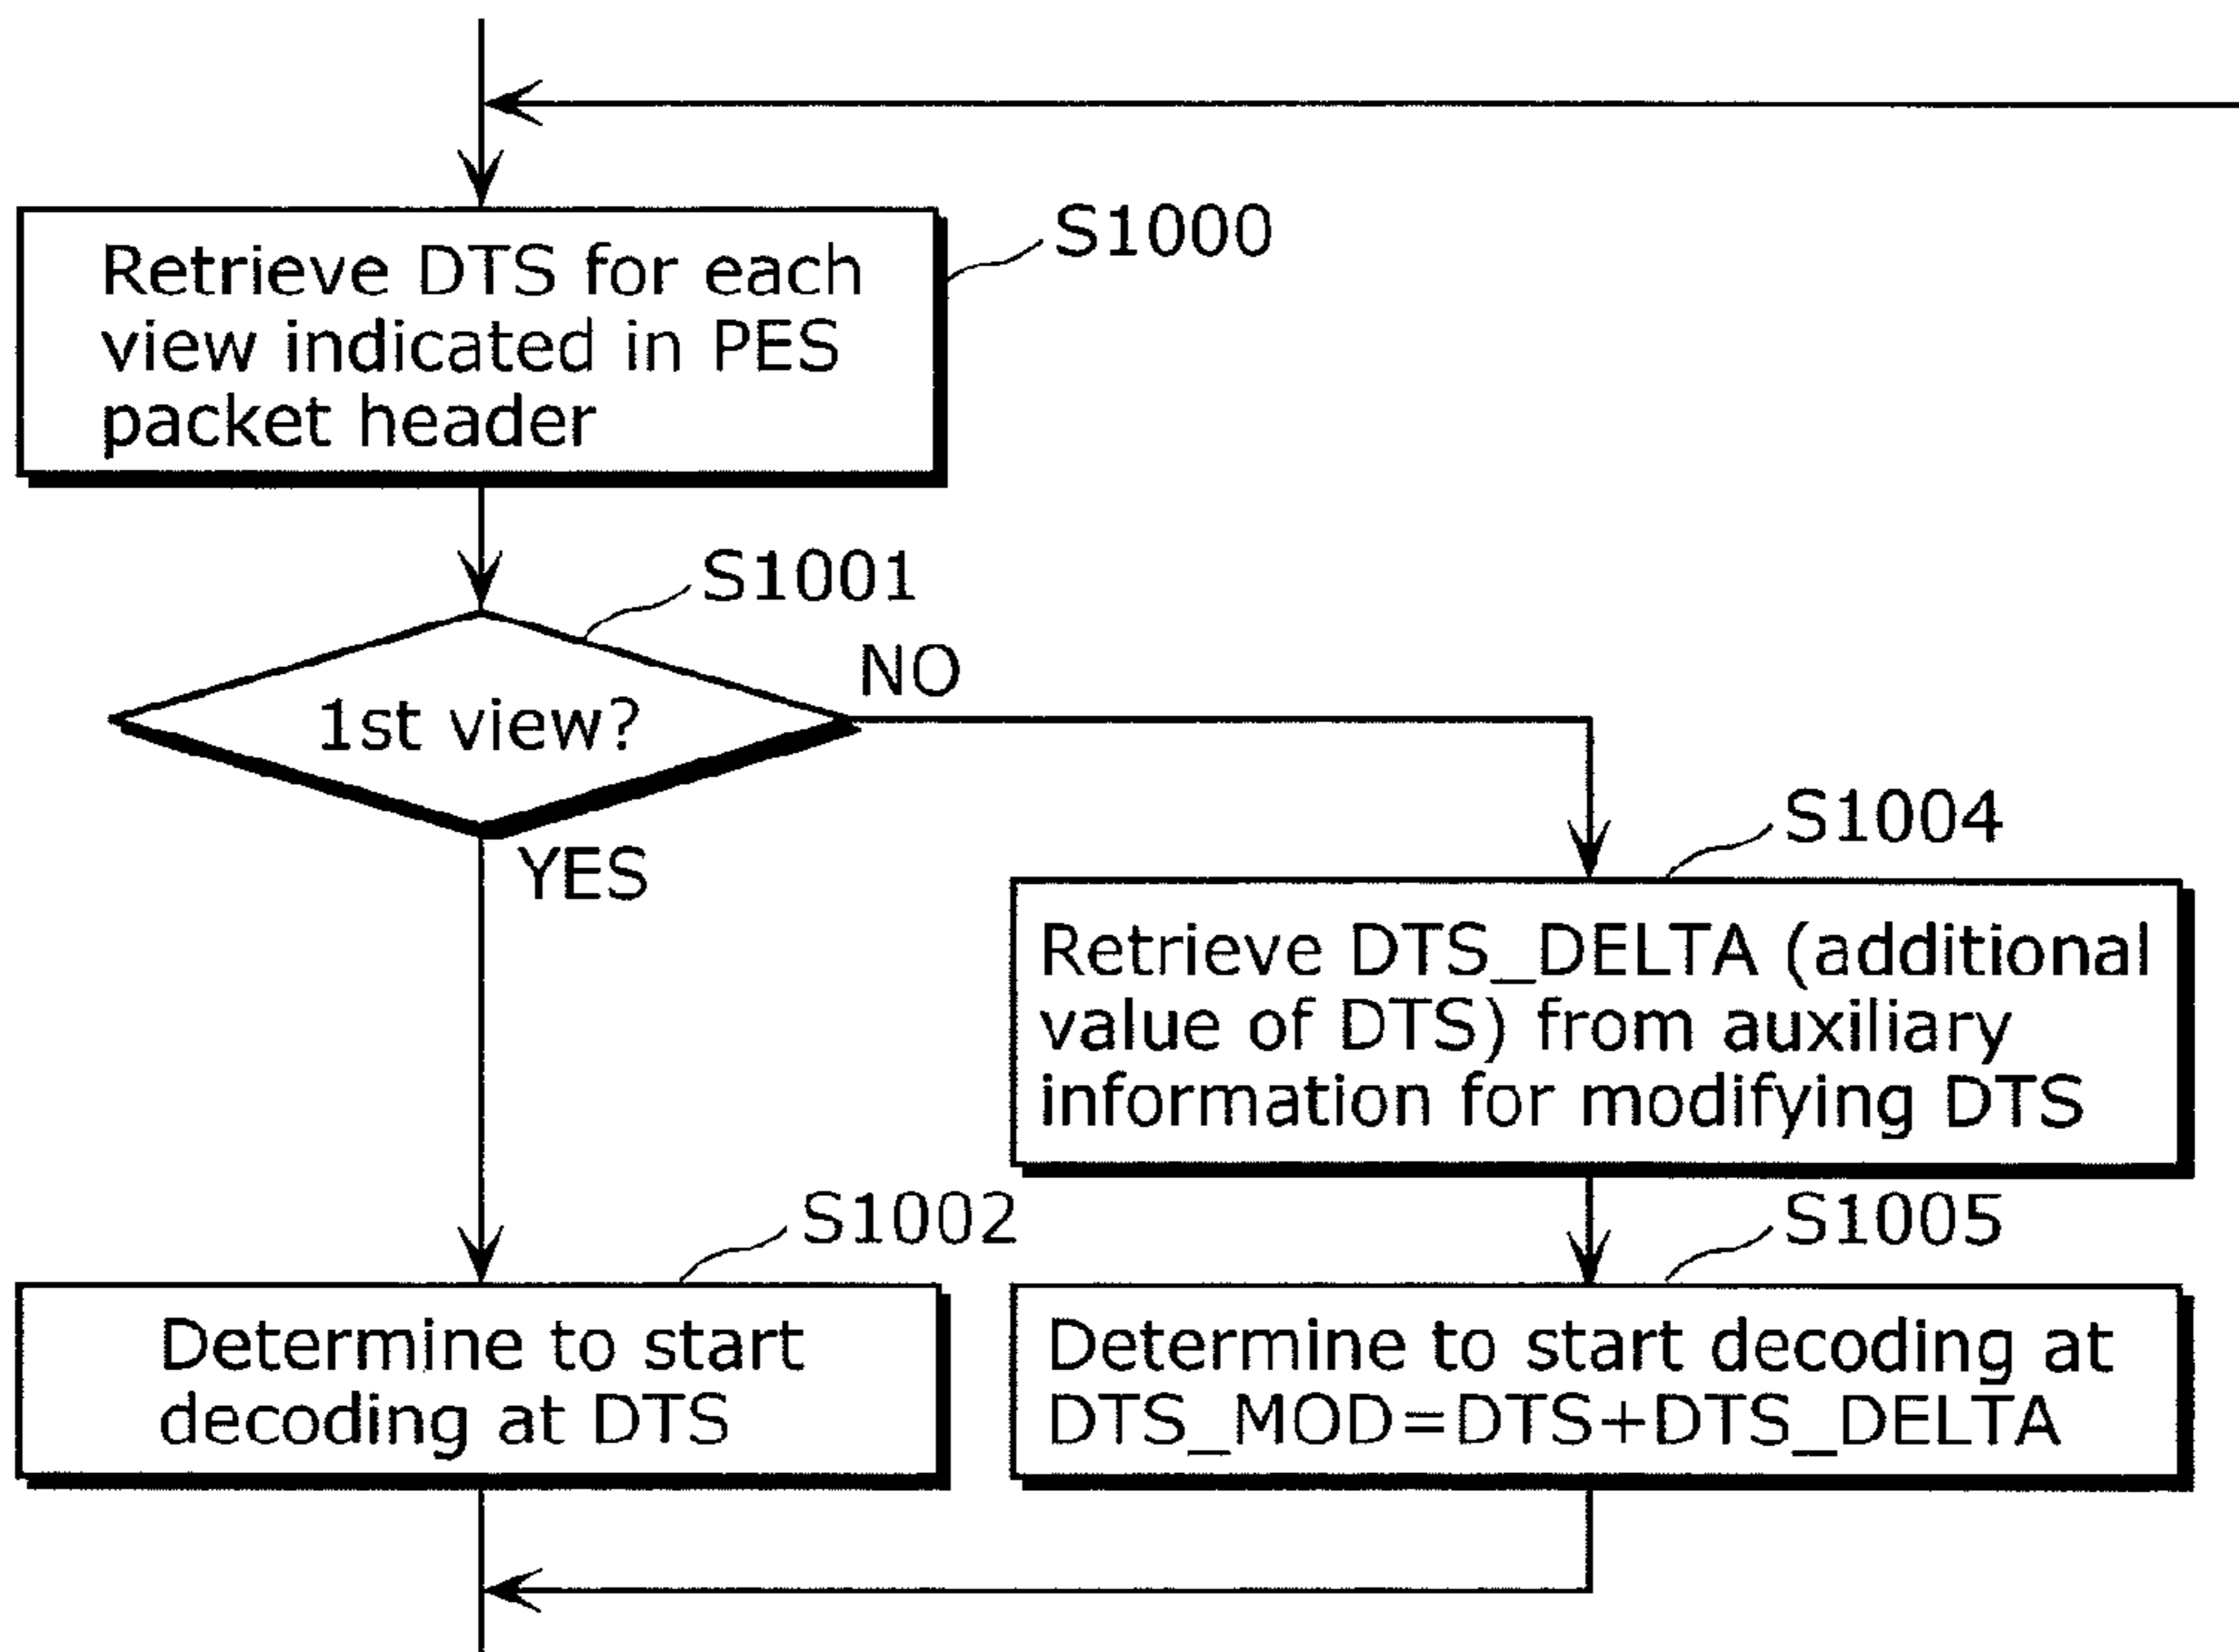 S1000
Retrieve DTS for each
view indicated in PES
packet header
S1001
1st view?
NO
YES
S1004
Retrieve DTS_DELTA (additional
value of DTS) from auxiliary
information for modifying DTS
S1002
Determine to start
decoding at DTS
S1005
Determine to start decoding at
DTS_MOD=DTS+DTS_DELTA